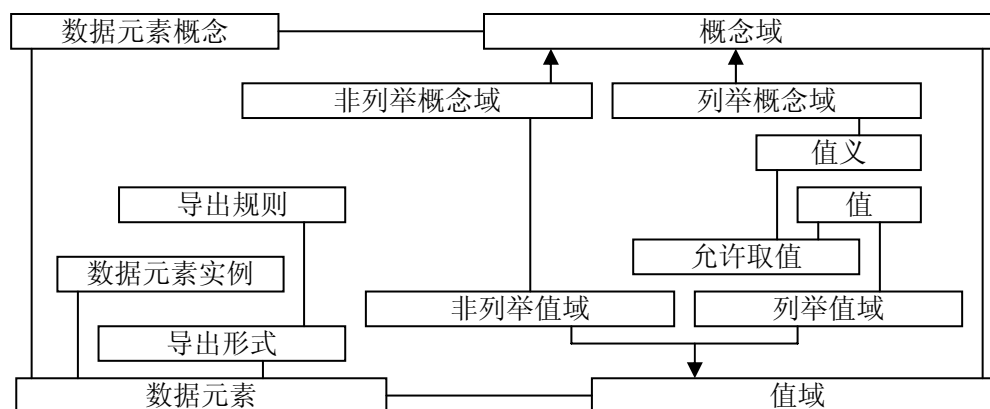 数据元素概念
概念域
非列举概念域
列举概念域
值义
导出规则
值
允许取值
数据元素实例
非列举值域
列举值域
导出形式
数据元素
值域